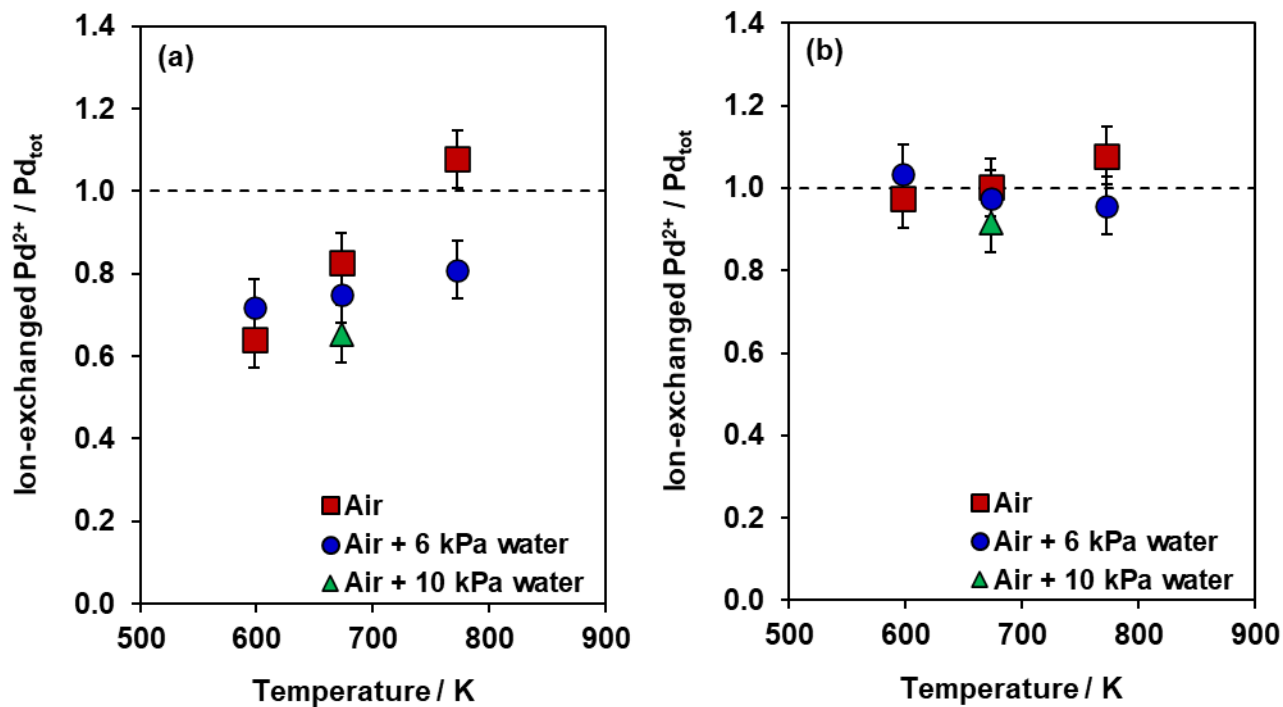 (a)
Ion-exchanged Pd²⁺ / Pd_tot
1.4
1.2
1.0
0.8
0.6
0.4
0.2
0.0
Air
Air + 6 kPa water
Air + 10 kPa water
500 600 700 800 900
Temperature / K
(b)
Ion-exchanged Pd²⁺ / Pd_tot
1.4
1.2
1.0
0.8
0.6
0.4
0.2
0.0
Air
Air + 6 kPa water
Air + 10 kPa water
500 600 700 800 900
Temperature / K